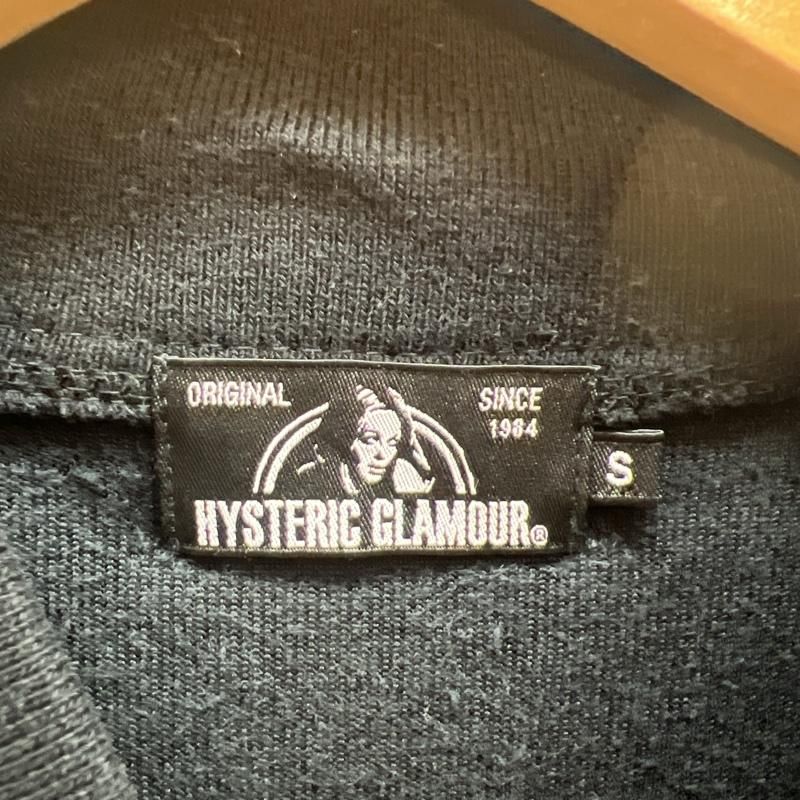 ORIGINAL
SINCE
1984
HYSTERIC GLAMOUR®
S